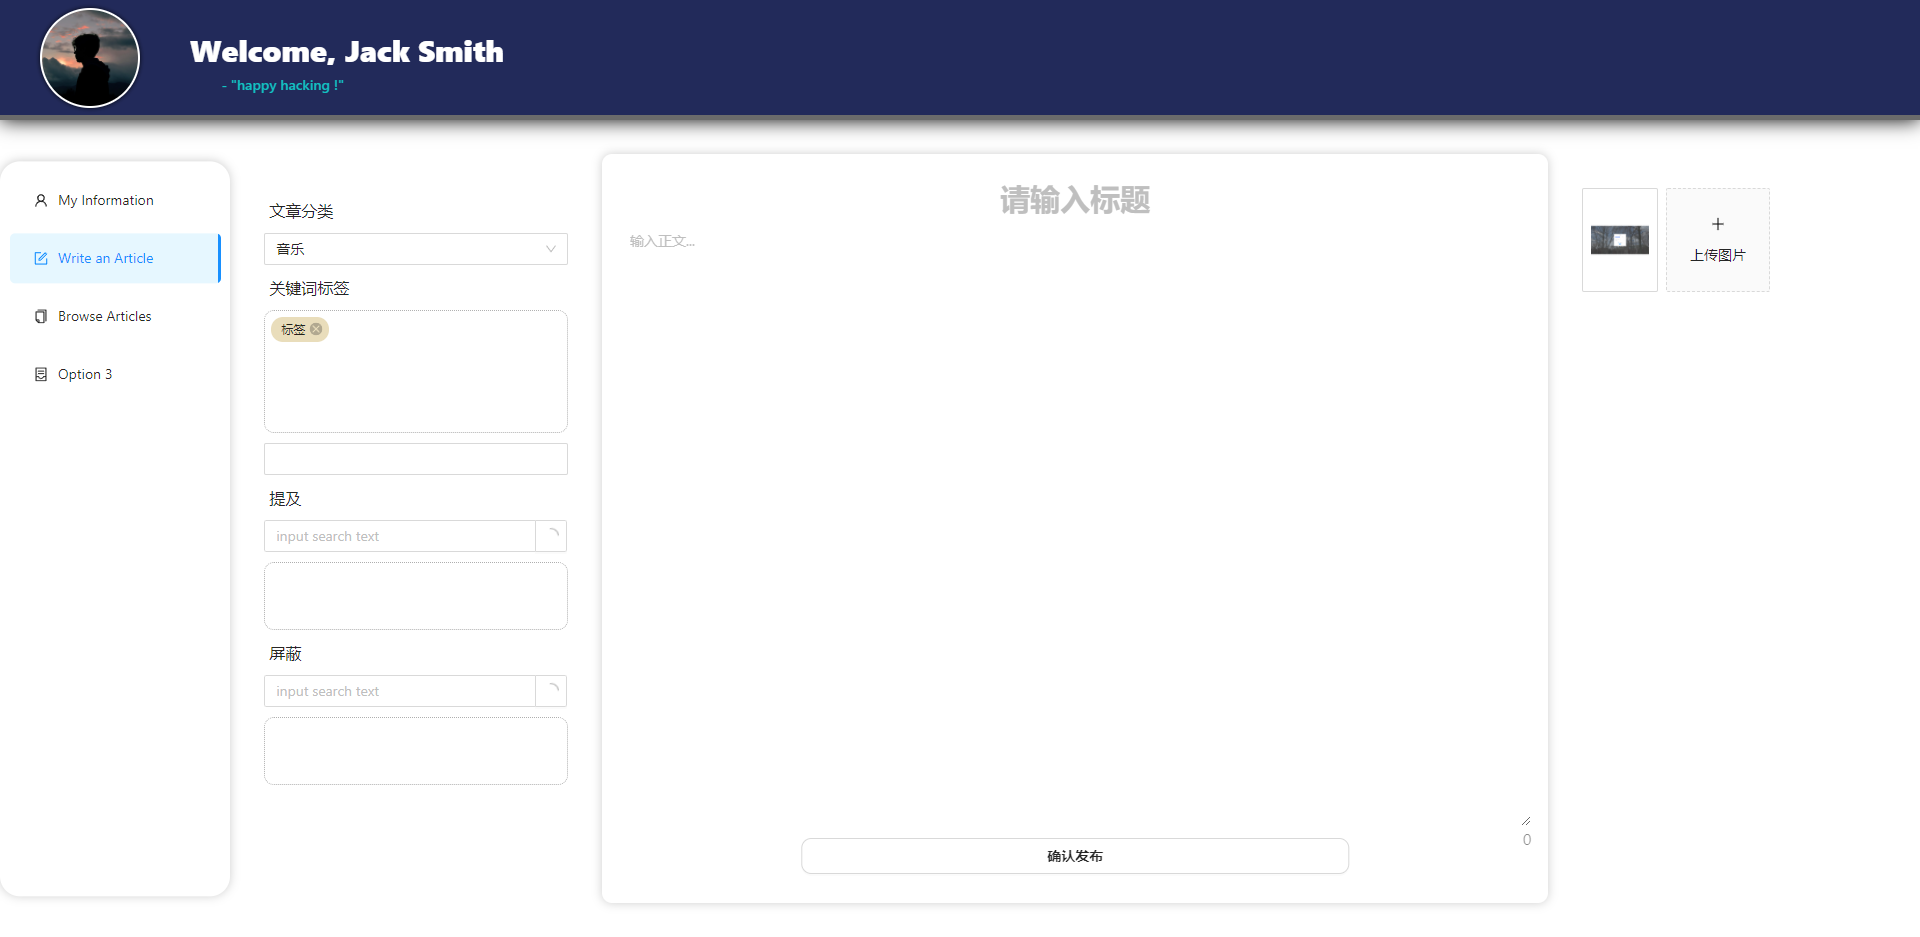 Welcome, Jack Smith
- "happy hacking !"
My Information
Write an Article
Browse Articles
Option 3
文章分类
音乐
关键词标签
标签
提及
input search text
屏蔽
input search text
请输入标题
输入正文...
0
确认发布
上传图片